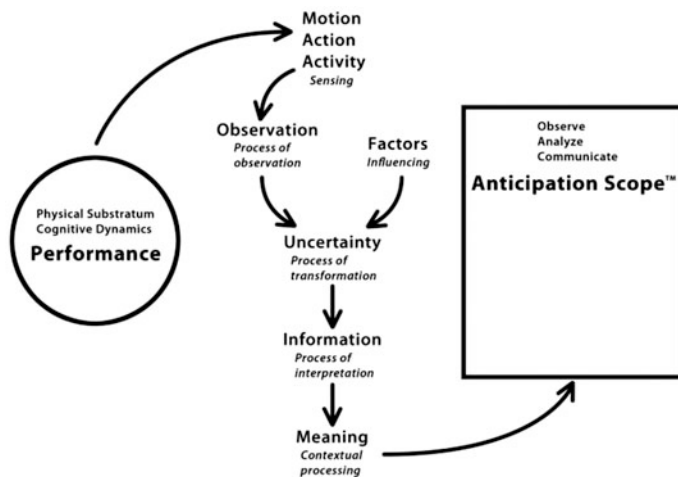 Motion
Action
Activity
Sensing
Observation
Process of
observation
Factors
Influencing
Observe
Analyze
Communicate
Anticipation Scope™
Physical Substratum
Cognitive Dynamics
Performance
Uncertainty
Process of
transformation
Information
Process of
interpretation
Meaning
Contextual
processing